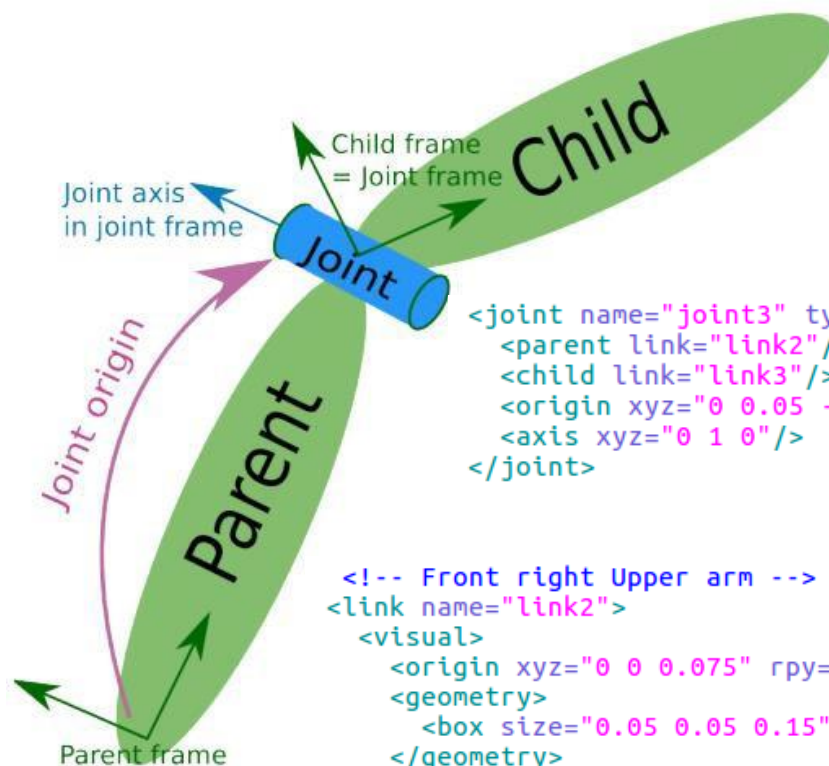 Child
Child frame
= Joint frame
Joint axis
in joint frame
Joint
Joint origin
Parent
Parent frame
<joint name="joint3"
<parent link="link2"/
<child link="link3"/>
<origin xyz="0 0.05 -
<axis xyz="0 1 0"/>
</joint>
<!-- Front right Upper arm -->
<link name="link2">
<visual>
<origin xyz="0 0 0.075" rpy=
<geometry>
<box size="0.05 0.05 0.15"
</geometry>